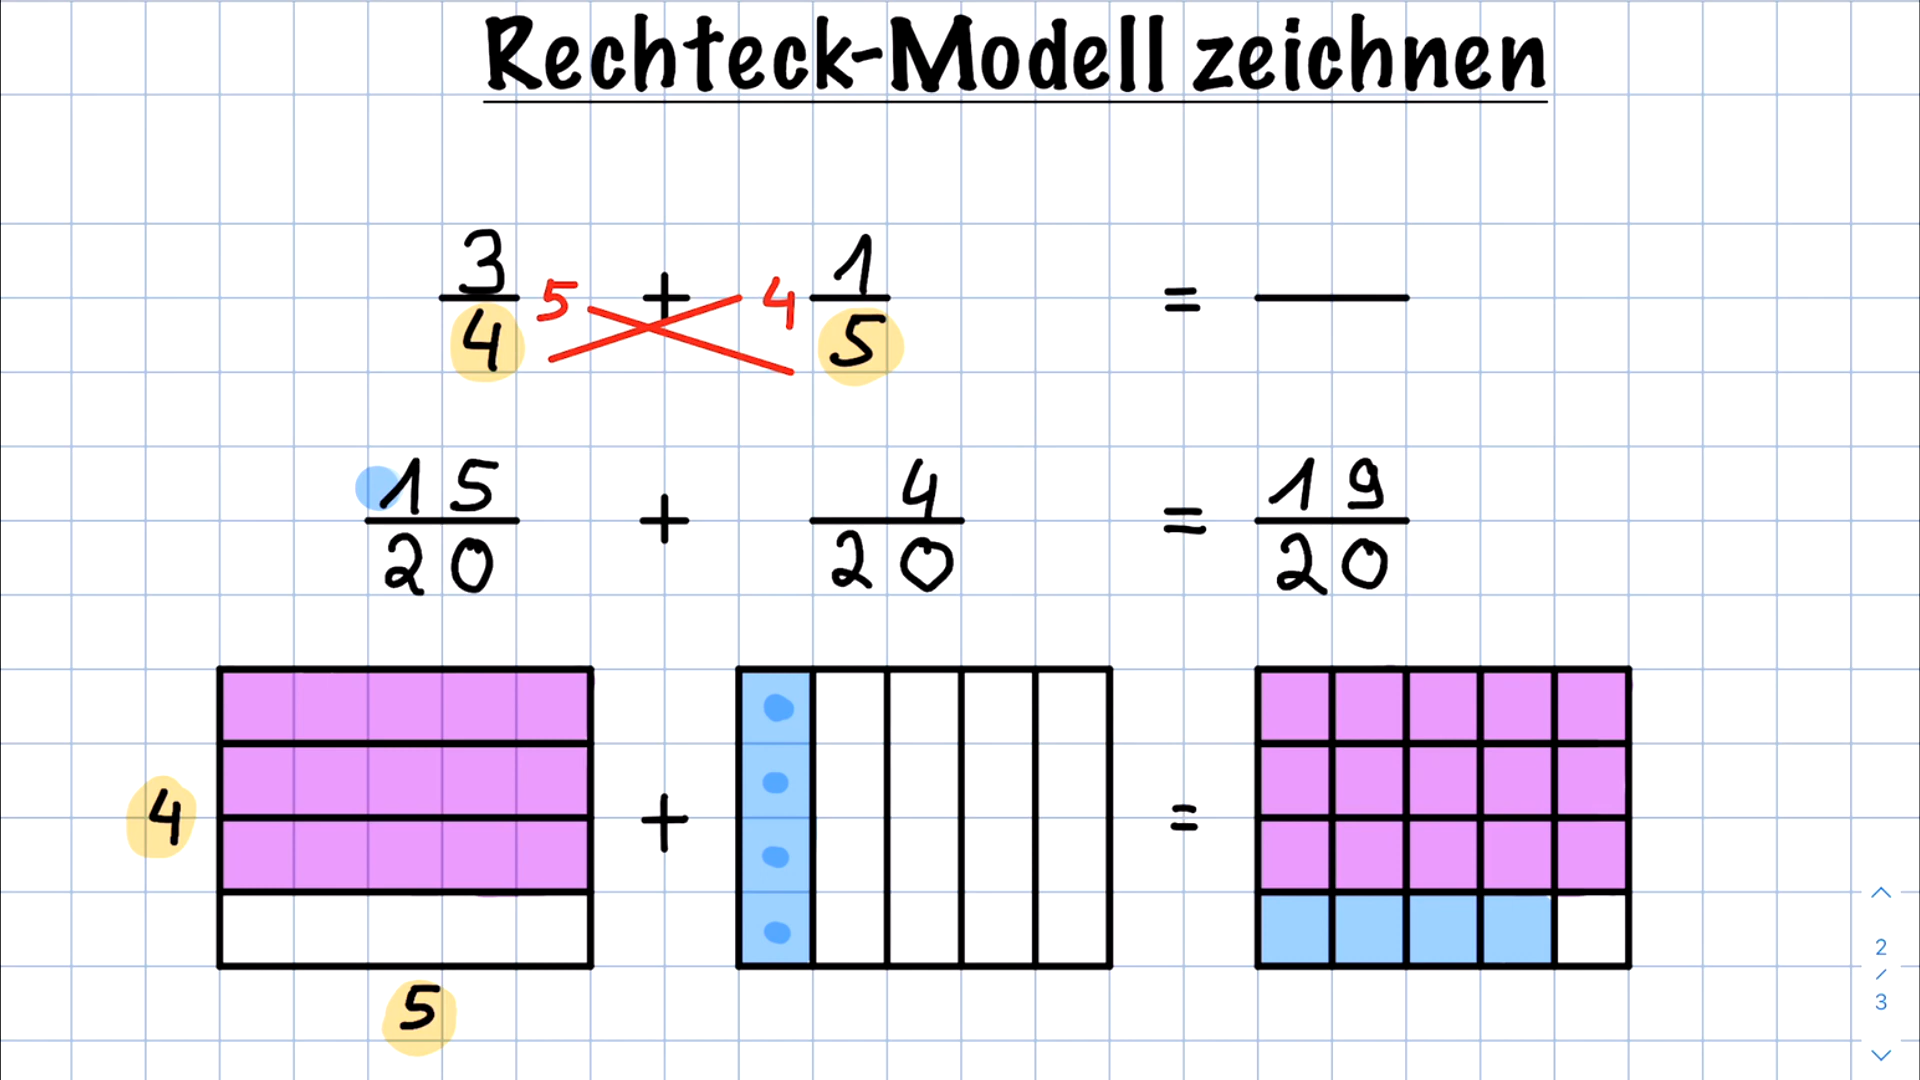 Rechteck-Modell zeichnen
3/4 5 + 4 1/5 =
15/20 + 4/20 = 19/20
4 + =
5
2 / 3